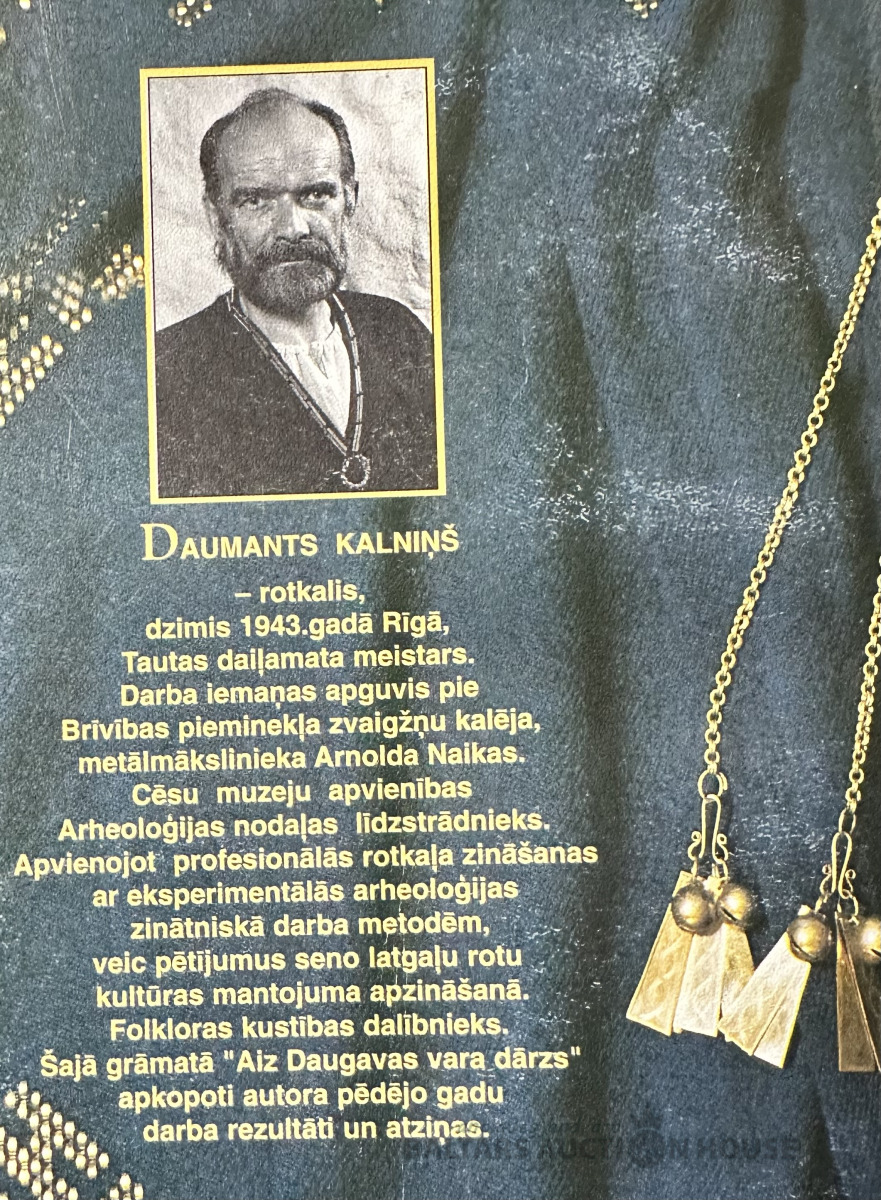 DAUMANTS KALNIŅŠ
– rotkalis,
dzimis 1943.gadā Rīgā,
Tautas daiļamata meistars.
Darba iemaņas apguvis pie
Brīvības pieminekļa zvaigžņu kalēja,
metālmākslinieka Arnolda Naikas.
Cēsu muzeju apvienības
Arheoloģijas nodaļas līdzstrādnieks.
Apvienojot profesionālās rotkaļa zināšanas
ar eksperimentālās arheoloģijas
zinātniskā darba metodēm,
veic pētījumus seno latgaļu rotu
kultūras mantojuma apzināšanā.
Folkloras kustības dalībnieks.
Šajā grāmatā "Aiz Daugavas vara dārzs"
apkopoti autora pēdējo gadu
darba rezultāti un atziņas.
AUCTION HOUSE